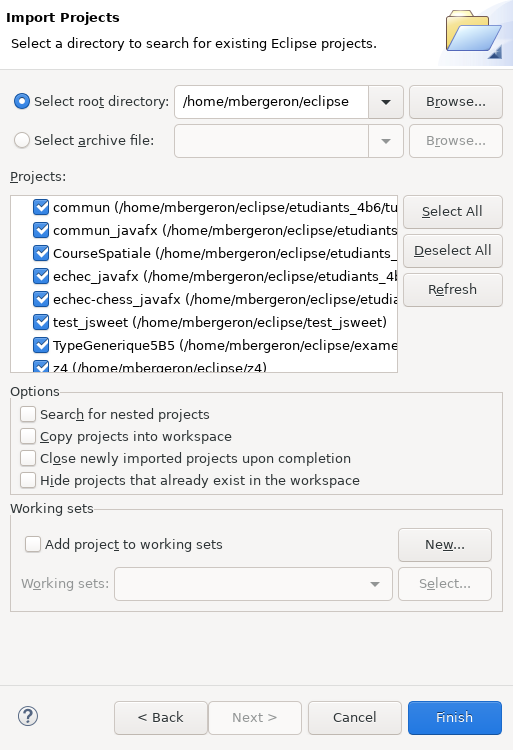 Import Projects
Select a directory to search for existing Eclipse projects.
Select root directory: /home/mbergeron/eclipse Browse...
Select archive file: Browse...
Projects:
commun (/home/mbergeron/eclipse/etudiants_4b6/tu
commun_javafx (/home/mbergeron/eclipse/etudiants
CourseSpatiale (/home/mbergeron/eclipse/etudiants_
echec_javafx (/home/mbergeron/eclipse/etudiants_4b
echec-chess_javafx (/home/mbergeron/eclipse/etudia
test_jsweet (/home/mbergeron/eclipse/test_jsweet)
TypeGenerique5B5 (/home/mbergeron/eclipse/exame
z4 (/home/mbergeron/eclipse/z4)
Select All
Deselect All
Refresh
Options
Search for nested projects
Copy projects into workspace
Close newly imported projects upon completion
Hide projects that already exist in the workspace
Working sets
Add project to working sets New...
Working sets: Select...
? < Back Next > Cancel Finish